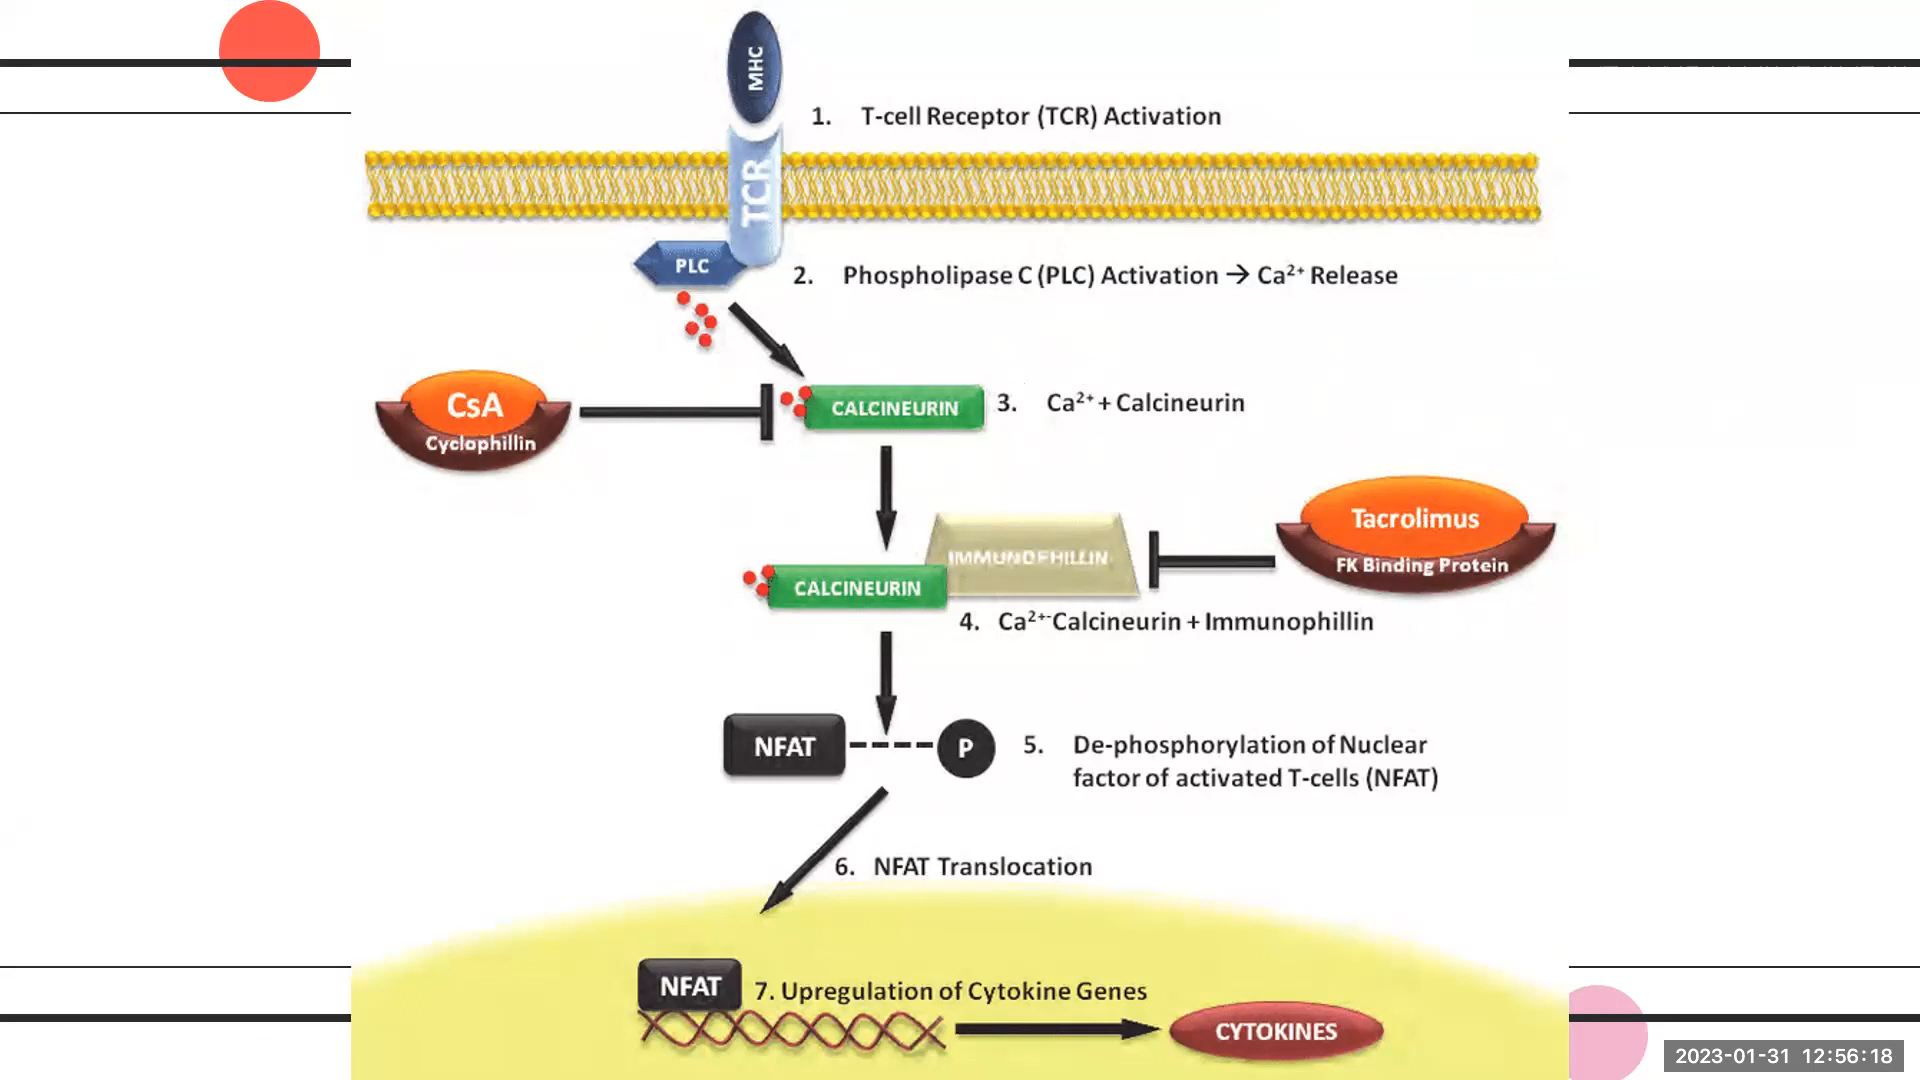 MHC
1. T-cell Receptor (TCR) Activation
TCR
PLC
2. Phospholipase C (PLC) Activation → Ca²⁺ Release
CsA
Cyclophillin
CALCINEURIN
3. Ca²⁺ + Calcineurin
Tacrolimus
FK Binding Protein
IMMUNOPHILLIN
CALCINEURIN
4. Ca²⁺-Calcineurin + Immunophillin
NFAT
P
5. De-phosphorylation of Nuclear
factor of activated T-cells (NFAT)
6. NFAT Translocation
NFAT
7. Upregulation of Cytokine Genes
CYTOKINES
2023-01-31 12:56:18